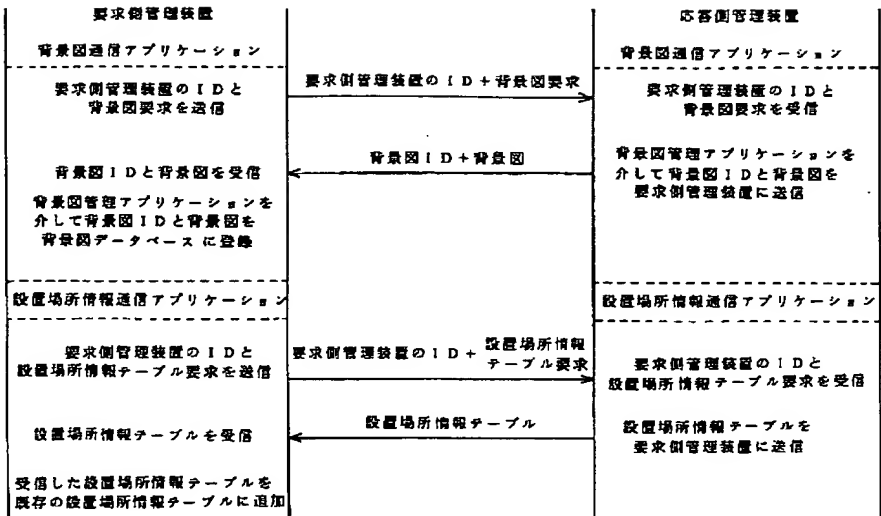 要求側管理装置
応答側管理装置
背景図通信アプリケーション
背景図通信アプリケーション
要求側管理装置のIDと
背景図要求を送信
要求側管理装置のID+背景図要求
要求側管理装置のIDと
背景図要求を受信
背景図IDと背景図を受信
背景図ID+背景図
背景図管理アプリケーションを
介して背景図IDと背景図を
要求側管理装置に送信
背景図管理アプリケーションを
介して背景図IDと背景図を
背景図データベースに登録
設置場所情報通信アプリケーション
設置場所情報通信アプリケーション
要求側管理装置のIDと
設置場所情報テーブル要求を送信
要求側管理装置のID+設置場所情報
テーブル要求
要求側管理装置のIDと
設置場所情報テーブル要求を受信
設置場所情報テーブルを受信
設置場所情報テーブル
設置場所情報テーブルを
要求側管理装置に送信
受信した設置場所情報テーブルを
既存の設置場所情報テーブルに追加